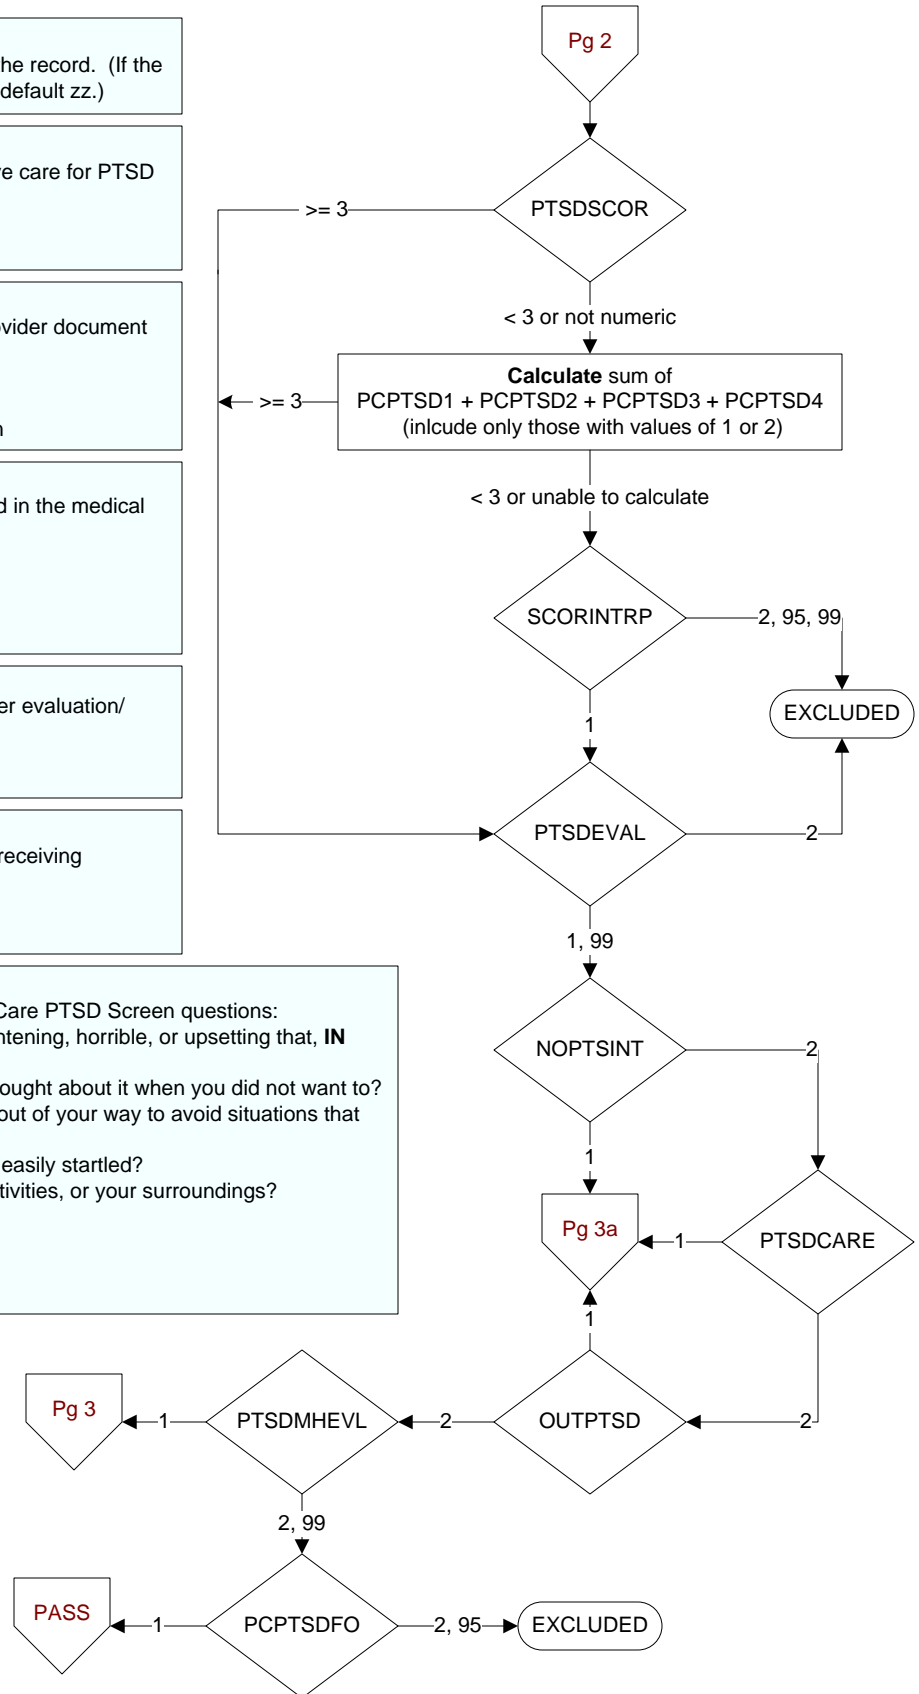 he record.  (If the
default zz.)
e care for PTSD
ovider document
n
d in the medical
er evaluation/
receiving
Care PTSD Screen questions:
htening, horrible, or upsetting that, IN
ought about it when you did not want to?
out of your way to avoid situations that
easily startled?
tivities, or your surroundings?
Pg 2
PTSDSCOR
>= 3
< 3 or not numeric
Calculate sum of
PCPTSD1 + PCPTSD2 + PCPTSD3 + PCPTSD4
(inlcude only those with values of 1 or 2)
>= 3
< 3 or unable to calculate
SCORINTRP
2, 95, 99
EXCLUDED
1
PTSDEVAL
2
1, 99
NOPTSINT
2
1
Pg 3a
1
PTSDCARE
1
2
OUTPTSD
2
PTSDMHEVL
1
Pg 3
2, 99
PCPTSDFO
1
PASS
2, 95
EXCLUDED